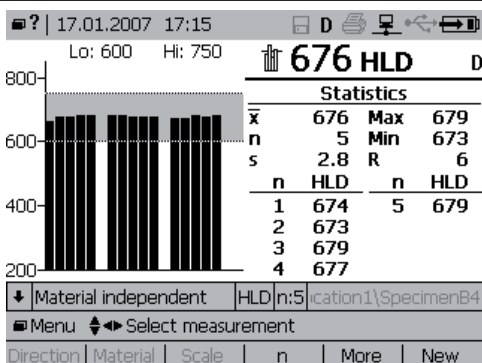 ? 17.01.2007 17:15 D
Lo: 600 Hi: 750
676 HLD D
Statistics
x̄ 676 Max 679
n 5 Min 673
s 2.8 R 6
n HLD n HLD
1 674 5 679
2 673
3 679
4 677
800
600
400
200
Material independent HLD n:5 ication1\SpecimenB4
Menu Select measurement
Direction Material Scale n More New